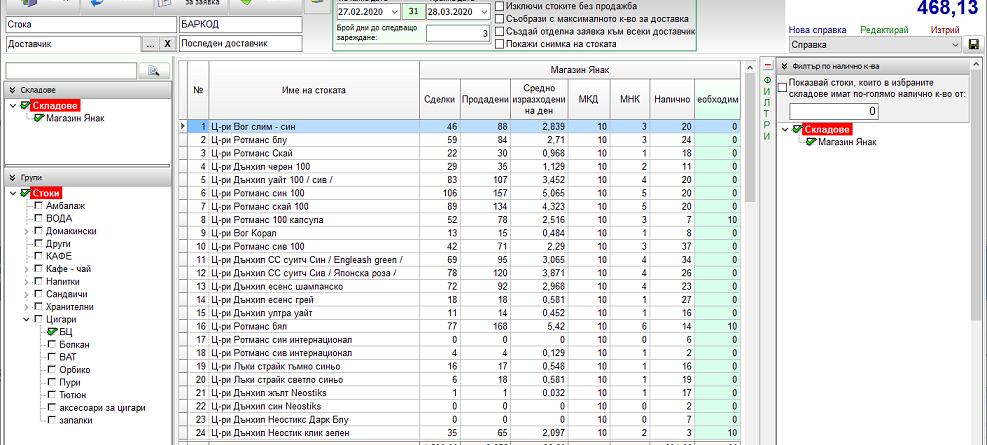 за заявка
27.02.2020
31
28.03.2020
Изключи стоките без продажба
Съобрази с максималното к-во за доставка
Създай отделна заявка към всеки доставчик
Покажи снимка на стоката
Брой дни до следващо зареждане:
3
468,13
Стока
БАРКОД
Доставчик
... X
Последен доставчик
Нова справка Редактирай Изтрий
Справка
Складове
Складове
Магазин Янак
Групи
Стоки
Амбалаж
ВОДА
Домакински
Други
КАФЕ
Кафе - чай
Напитки
Сандвичи
Хранителни
Цигари
БЦ
Болкан
ВАТ
Орбико
Пури
Тютюн
аксесоари за цигари
запалки
Магазин Янак
№ Име на стоката Сделки Продадени Средно изразходени на ден МКД МНК Налично еобходим
1 Ц-ри Вог слим - син 46 88 2,839 10 3 20 0
2 Ц-ри Ротманс блу 59 84 2,71 10 3 24 0
3 Ц-ри Ротманс Скай 22 30 0,968 10 1 18 0
4 Ц-ри Дънхил черен 100 29 35 1,129 10 2 11 0
5 Ц-ри Дънхил уайт 100 / сив / 83 107 3,452 10 4 20 0
6 Ц-ри Ротманс син 100 106 157 5,065 10 5 20 0
7 Ц-ри Ротманс скай 100 89 134 4,323 10 5 20 0
8 Ц-ри Ротманс 100 капсула 52 78 2,516 10 3 7 10
9 Ц-ри Вог Корал 13 15 0,484 10 1 8 0
10 Ц-ри Ротманс сив 100 42 71 2,29 10 3 37 0
11 Ц-ри Дънхил СС суитч Син / Engleash green / 69 95 3,065 10 4 34 0
12 Ц-ри Дънхил СС суитч Сив / Японска роза / 78 120 3,871 10 4 26 0
13 Ц-ри Дънхил есенс шампанско 72 92 2,968 10 4 23 0
14 Ц-ри Дънхил есенс грей 18 18 0,581 10 1 27 0
15 Ц-ри Дънхил ултра уайт 11 14 0,452 10 1 16 0
16 Ц-ри Ротманс бял 77 168 5,42 10 6 14 10
17 Ц-ри Ротманс син интернационал 0 0 0 10 0 6 0
18 Ц-ри Ротманс сив интернационал 4 4 0,129 10 1 2 0
19 Ц-ри Лъки страйк тъмно синьо 16 17 0,548 10 1 16 0
20 Ц-ри Лъки страйк светло синьо 6 18 0,581 10 1 19 0
21 Ц-ри Дънхил жълт Neostiks 1 1 0,032 10 1 17 0
22 Ц-ри Дънхил син Neostiks 0 0 0 10 0 2 0
23 Ц-ри Дънхил Неостикс Дарк Блу 0 0 0 10 0 7 0
24 Ц-ри Дънхил Неостик клик зелен 35 65 2,097 10 2 3 10
ФИЛТРИ
Филтър по налично к-ва
Показвай стоки, които в избраните складове имат по-голямо налично к-во от:
0
Складове
Магазин Янак